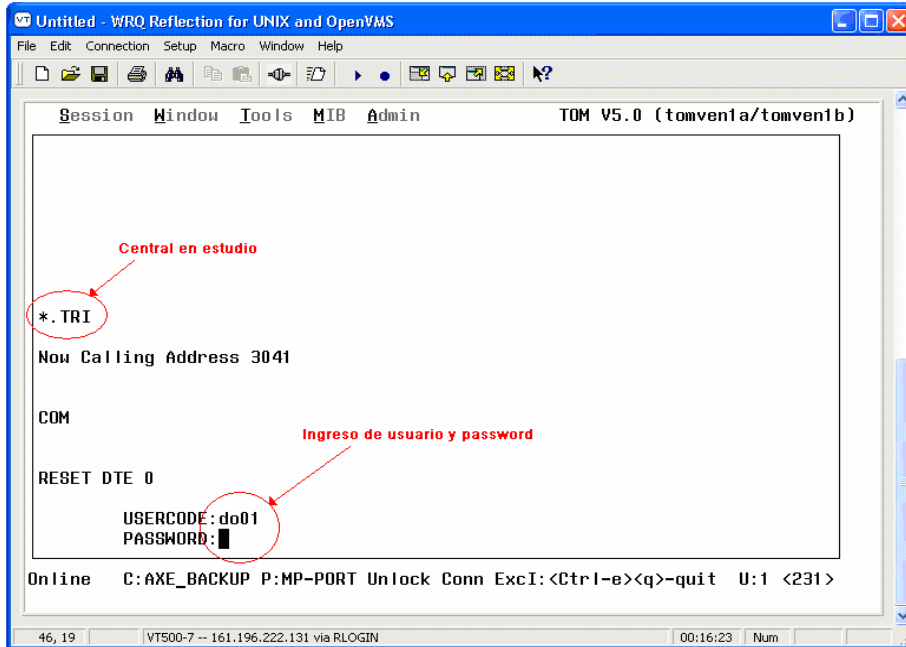 Untitled - WRQ Reflection for UNIX and OpenVMS
File Edit Connection Setup Macro Window Help
Session Window Tools MIB Admin TOM V5.0 (tomven1a/tomven1b)
Central en estudio
*.TRI
Now Calling Address 3041
COM
Ingreso de usuario y password
RESET DTE 0
USERCODE:do01
PASSWORD:
Online C:AXE_BACKUP P:MP-PORT Unlock Conn ExcI:<Ctrl-e><q>-quit U:1 <231>
46, 19 VT500-7 -- 161.196.222.131 via RLOGIN 00:16:23 Num